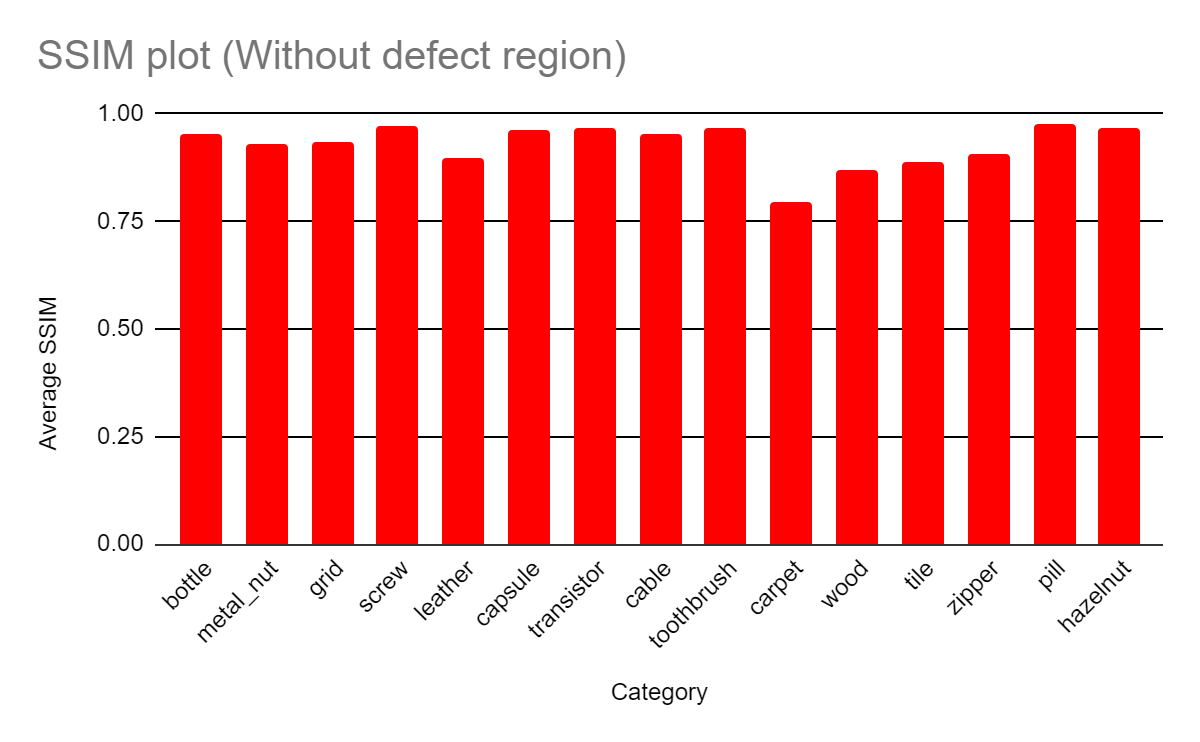 SSIM plot (Without defect region)
1.00
0.75
0.50
0.25
0.00
Average SSIM
bottle
metal_nut
grid
screw
leather
capsule
transistor
cable
toothbrush
carpet
wood
tile
zipper
pill
hazelnut
Category